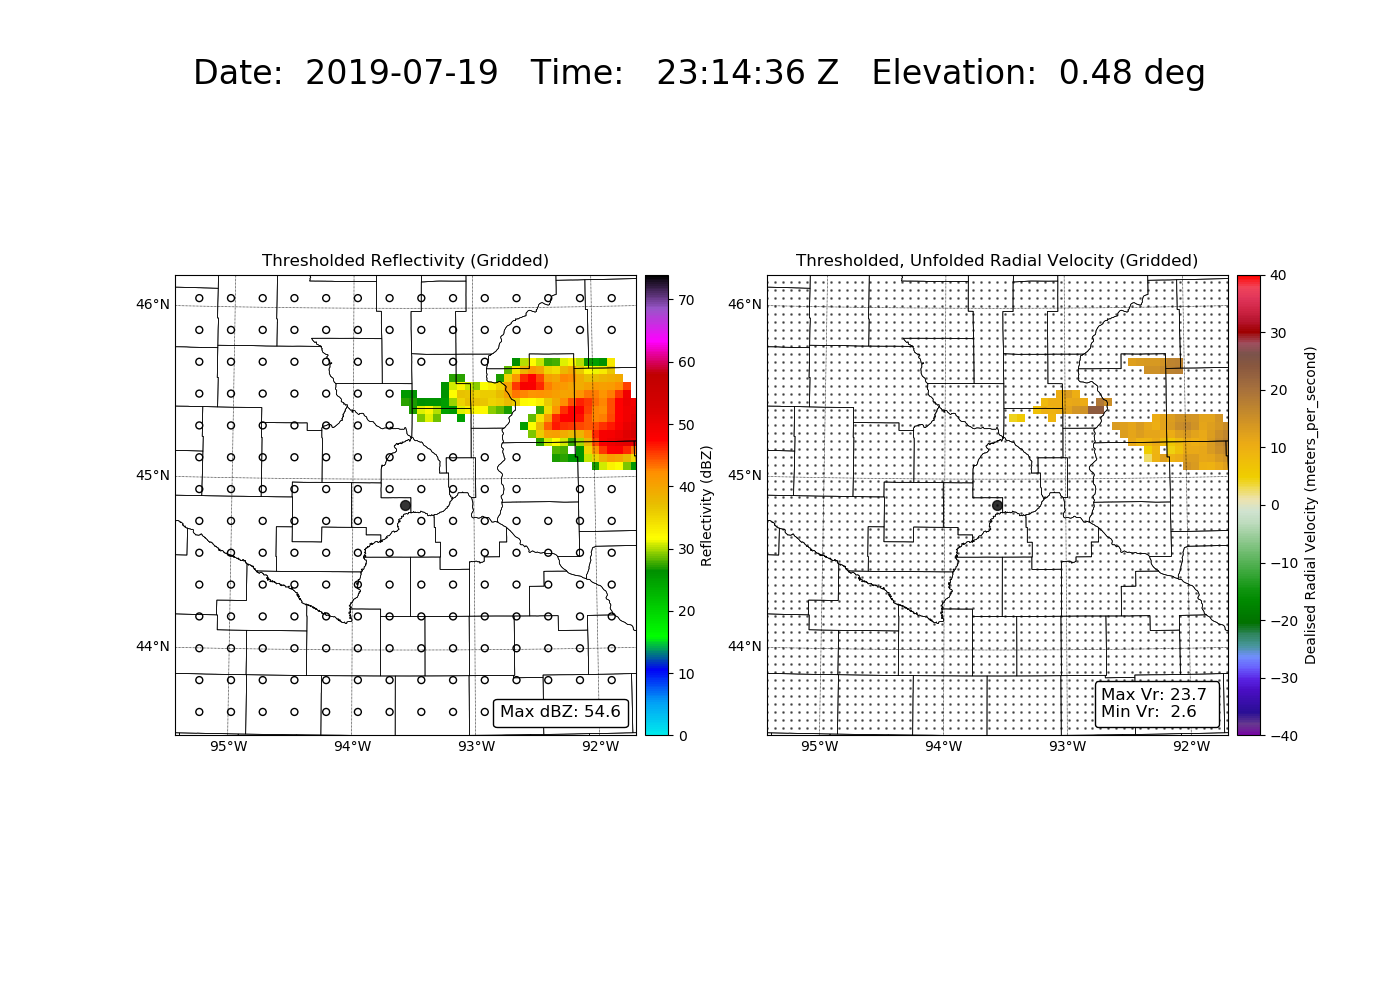 Date:  2019-07-19   Time:   23:14:36 Z   Elevation:  0.48 deg
Thresholded Reflectivity (Gridded)
46°N
45°N
44°N
95°W
94°W
93°W
92°W
Max dBZ: 54.6
70
60
50
40
30
20
10
0
Reflectivity (dBZ)
Thresholded, Unfolded Radial Velocity (Gridded)
46°N
45°N
44°N
95°W
94°W
93°W
92°W
Max Vr: 23.7
Min Vr:  2.6
40
30
20
10
0
−10
−20
−30
−40
Dealised Radial Velocity (meters_per_second)